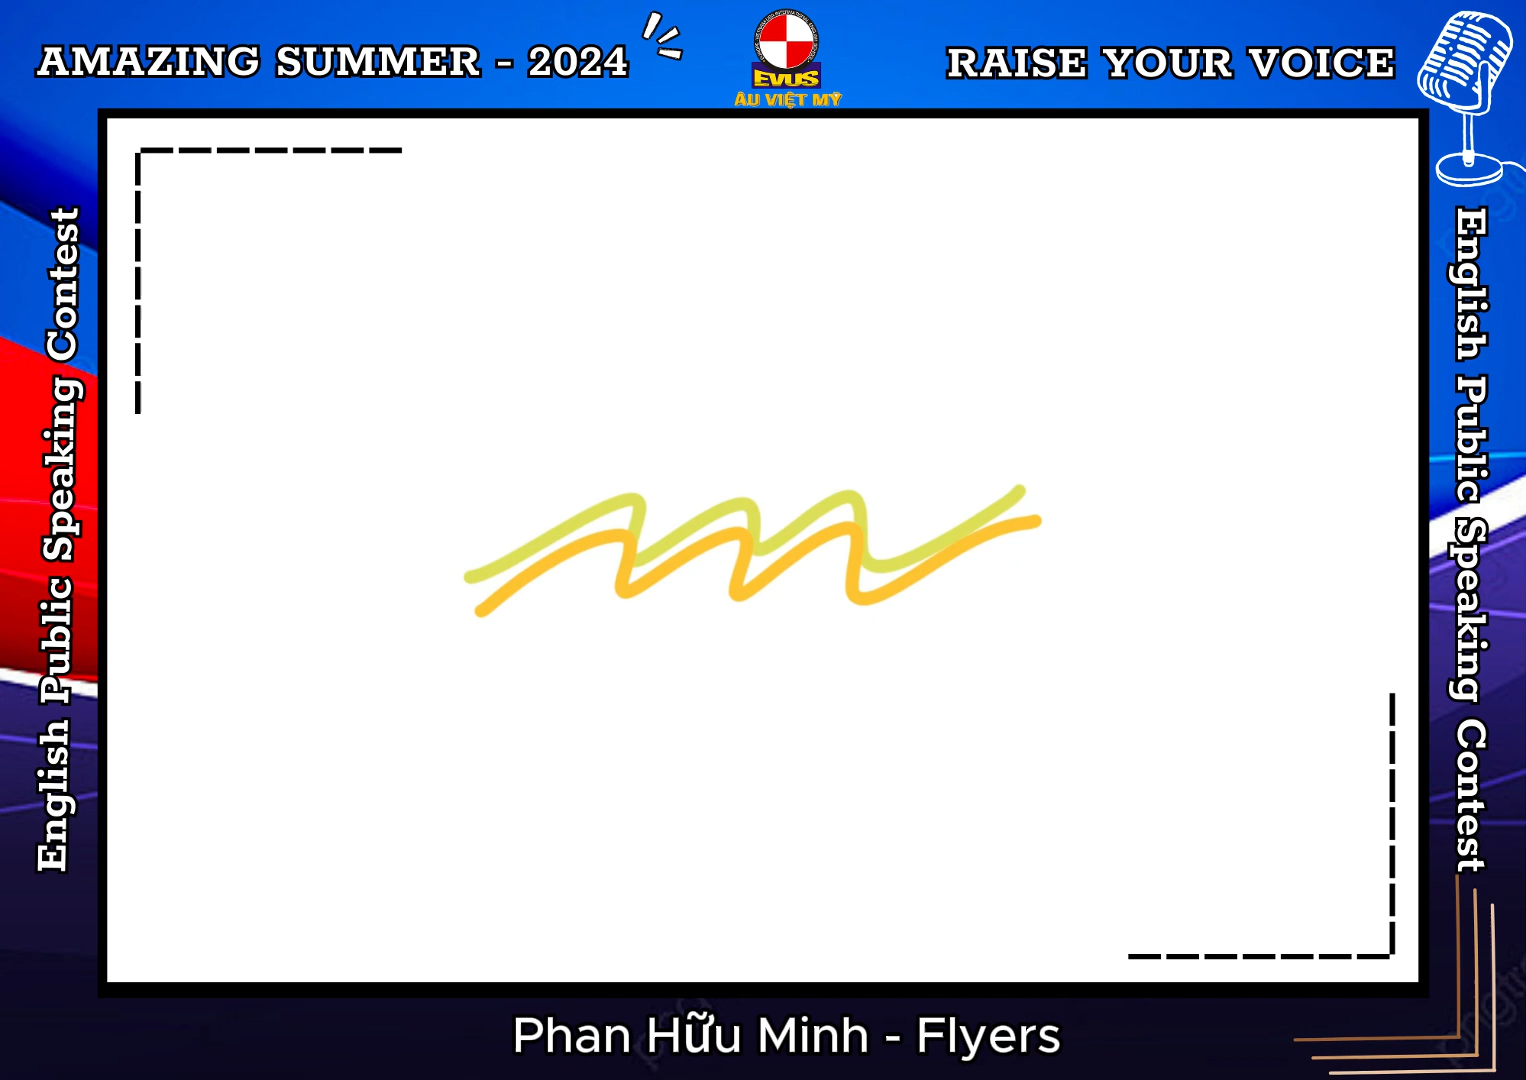 AMAZING SUMMER - 2024
EVUS
ÂU VIỆT MỸ
RAISE YOUR VOICE
English Public Speaking Contest
English Public Speaking Contest
Phan Hữu Minh - Flyers